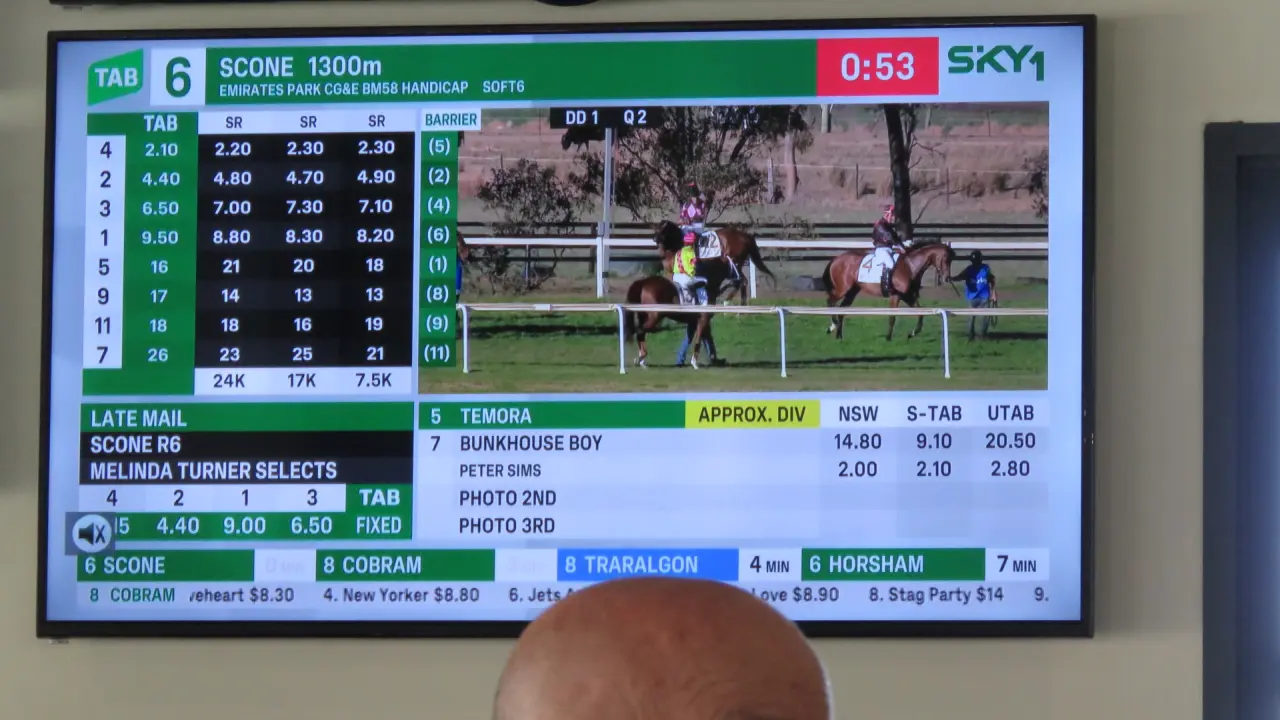 TAB 6 SCONE 1300m 0:53 SKY1
EMIRATES PARK CG&E BM58 HANDICAP SOFT6
TAB SR SR SR BARRIER DD 1 Q2
4 2.10 2.20 2.30 2.30 (5)
2 4.40 4.80 4.70 4.90 (2)
3 6.50 7.00 7.30 7.10 (4)
1 9.50 8.80 8.30 8.20 (6)
5 16 21 20 18 (1)
9 17 14 13 13 (8)
11 18 18 16 19 (9)
7 26 23 25 21 (11)
24K 17K 7.5K
LATE MAIL
SCONE R6
MELINDA TURNER SELECTS
4 2 1 3 TAB
15 4.40 9.00 6.50 FIXED
5 TEMORA APPROX. DIV NSW S-TAB UTAB
7 BUNKHOUSE BOY 14.80 9.10 20.50
PETER SIMS 2.00 2.10 2.80
PHOTO 2ND
PHOTO 3RD
6 SCONE 8 COBRAM 8 TRARALGON 4 MIN 6 HORSHAM 7 MIN
8 COBRAM eheart $8.30 4. New Yorker $8.80 6. Jets Love $8.90 8. Stag Party $14 9.